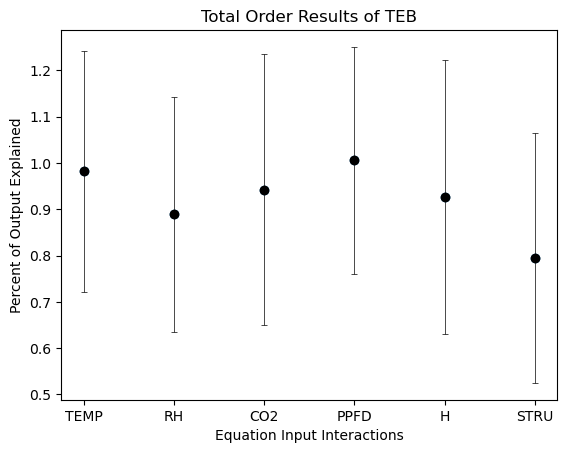 Total Order Results of TEB
Percent of Output Explained
1.2
1.1
1.0
0.9
0.8
0.7
0.6
0.5
TEMP RH CO2 PPFD H STRU
Equation Input Interactions